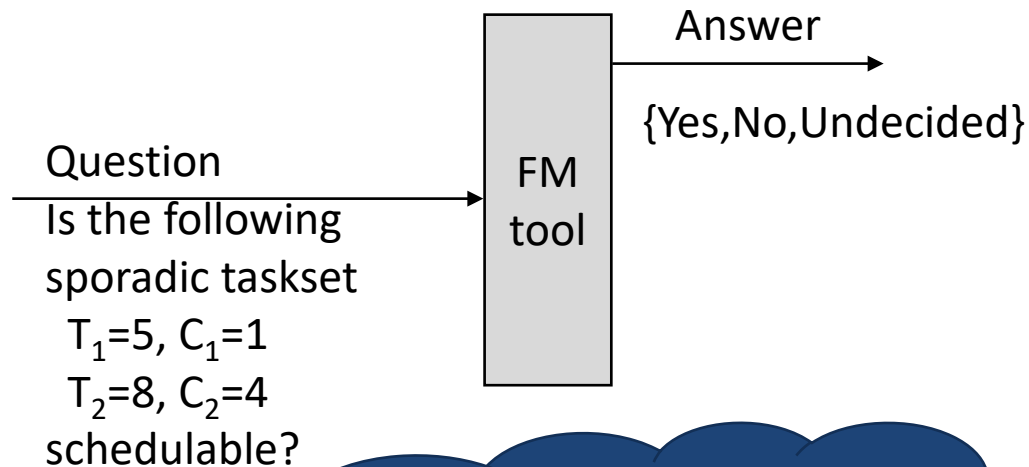 Answer
{Yes,No,Undecided}
Question
FM
tool
Is the following
sporadic taskset
T₁=5, C₁=1
T₂=8, C₂=4
schedulable?